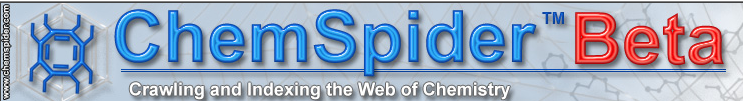 www.chemspider.com
ChemSpider™ Beta
Crawling and Indexing the Web of Chemistry